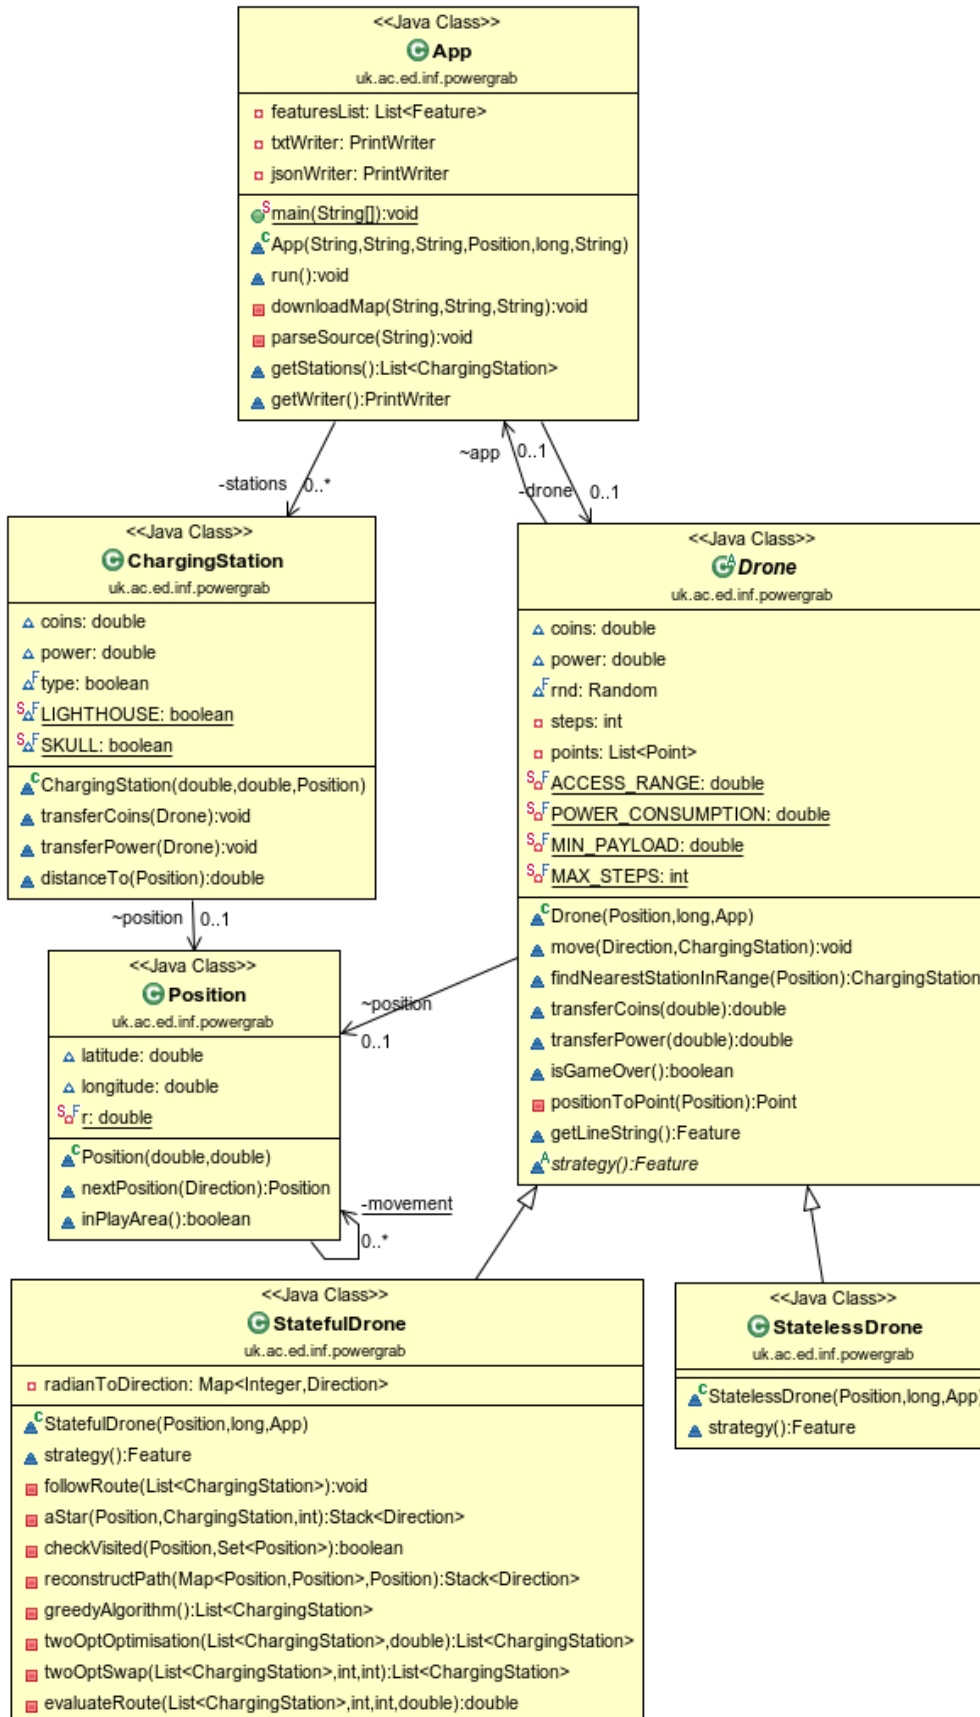 <<Java Class>>
App
uk.ac.ed.inf.powergrab
featuresList: List<Feature>
txtWriter: PrintWriter
jsonWriter: PrintWriter
main(String[]):void
App(String,String,String,Position,long,String)
run():void
downloadMap(String,String,String):void
parseSource(String):void
getStations():List<ChargingStation>
getWriter():PrintWriter
~app 0..1
-stations 0..*
-drone 0..1
<<Java Class>>
ChargingStation
uk.ac.ed.inf.powergrab
coins: double
power: double
type: boolean
LIGHTHOUSE: boolean
SKULL: boolean
ChargingStation(double,double,Position)
transferCoins(Drone):void
transferPower(Drone):void
distanceTo(Position):double
<<Java Class>>
Drone
uk.ac.ed.inf.powergrab
coins: double
power: double
rnd: Random
steps: int
points: List<Point>
ACCESS_RANGE: double
POWER_CONSUMPTION: double
MIN_PAYLOAD: double
MAX_STEPS: int
Drone(Position,long,App)
move(Direction,ChargingStation):void
findNearestStationInRange(Position):ChargingStation
transferCoins(double):double
transferPower(double):double
isGameOver():boolean
positionToPoint(Position):Point
getLineString():Feature
strategy():Feature
~position 0..1
~position
0..1
<<Java Class>>
Position
uk.ac.ed.inf.powergrab
latitude: double
longitude: double
r: double
Position(double,double)
nextPosition(Direction):Position
inPlayArea():boolean
-movement
0..*
<<Java Class>>
StatefulDrone
uk.ac.ed.inf.powergrab
radianToDirection: Map<Integer,Direction>
StatefulDrone(Position,long,App)
strategy():Feature
followRoute(List<ChargingStation>):void
aStar(Position,ChargingStation,int):Stack<Direction>
checkVisited(Position,Set<Position>):boolean
reconstructPath(Map<Position,Position>,Position):Stack<Direction>
greedyAlgorithm():List<ChargingStation>
twoOptOptimisation(List<ChargingStation>,double):List<ChargingStation>
twoOptSwap(List<ChargingStation>,int,int):List<ChargingStation>
evaluateRoute(List<ChargingStation>,int,int,double):double
<<Java Class>>
StatelessDrone
uk.ac.ed.inf.powergrab
StatelessDrone(Position,long,App)
strategy():Feature